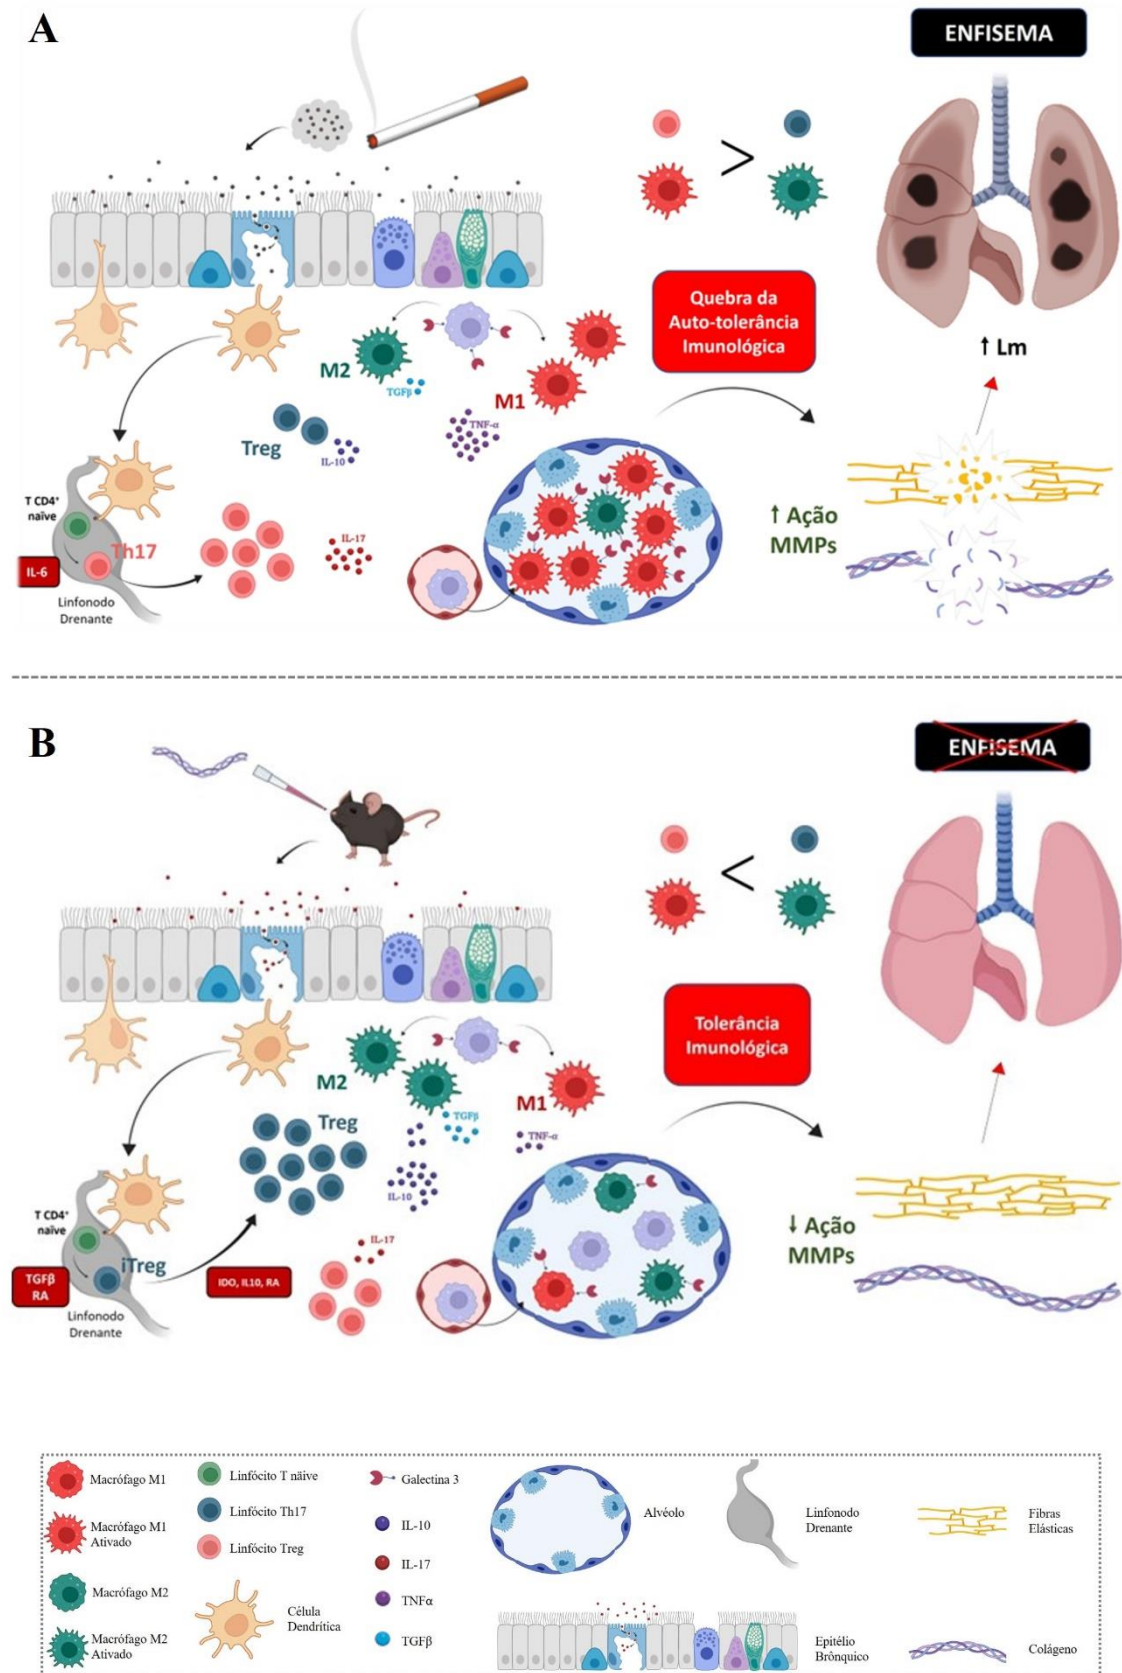 A
ENFISEMA
Quebra da
Auto-tolerância
Imunológica
↑ Lm
M2
TGFβ
M1
TNF-α
Treg
IL-10
T CD4⁺
naïve
Th17
IL-6
Linfonodo
Drenante
IL-17
↑ Ação
MMPs
B
ENFISEMA
Tolerância
Imunológica
M2
M1
TGFβ
TNF-α
Treg
IL-10
T CD4⁺
naïve
iTreg
TGFβ
RA
Linfonodo
Drenante
IDO, IL10, RA
IL-17
↓ Ação
MMPs
Macrófago M1
Macrófago M1
Ativado
Macrófago M2
Macrófago M2
Ativado
Linfócito T näive
Linfócito Th17
Linfócito Treg
Célula
Dendrítica
Galectina 3
IL-10
IL-17
TNFα
TGFβ
Alvéolo
Linfonodo
Drenante
Epitélio
Brônquico
Fibras
Elásticas
Colágeno